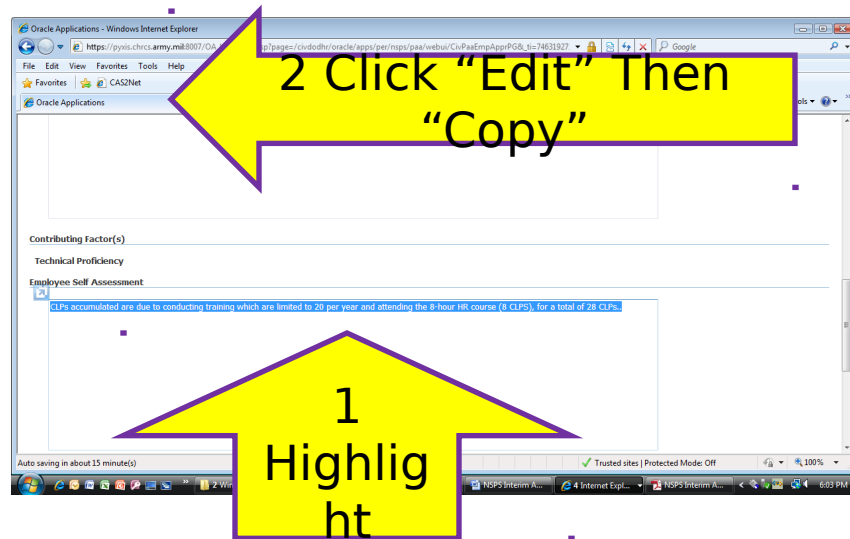 Oracle Applications - Windows Internet Explorer
https://pyxis.chrcs.army.mil:8007/OA_ sp?page=/civdodhr/oracle/apps/per/nsps/paa/webui/CivPaaEmpApprPG&_ti=74631927
Google
File Edit View Favorites Tools Help
Favorites CAS2Net
Oracle Applications
ols
2 Click “Edit” Then
“Copy”
Contributing Factor(s)
Technical Proficiency
Employee Self Assessment
CLPs accumulated are due to conducting training which are limited to 20 per year and attending the 8-hour HR course (8 CLPS), for a total of 28 CLPs..
1
Highlig
ht
Auto saving in about 15 minute(s)
Trusted sites | Protected Mode: Off
100%
2 Win
NSPS Interim A...
4 Internet Expl...
NSPS Interim A...
6:03 PM